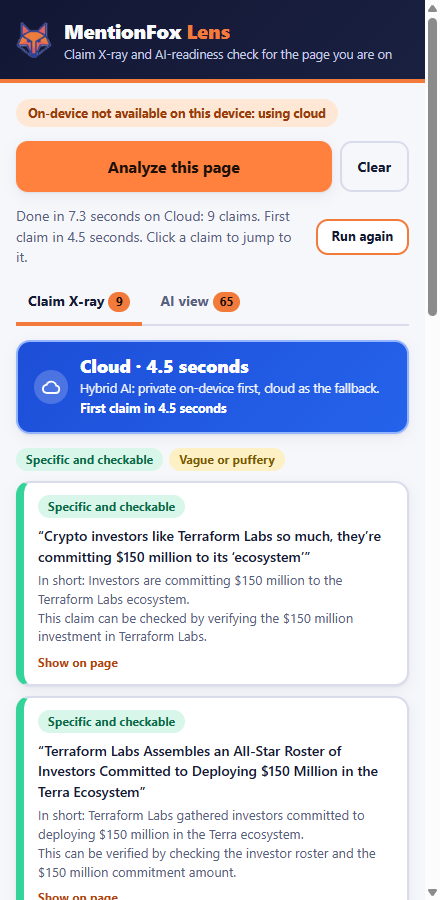 MentionFox Lens
Claim X-ray and AI-readiness check for the page you are on
On-device not available on this device: using cloud
Analyze this page
Clear
Done in 7.3 seconds on Cloud: 9 claims. First
claim in 4.5 seconds. Click a claim to jump to
it.
Run again
Claim X-ray 9
AI view 65
Cloud · 4.5 seconds
Hybrid AI: private on-device first, cloud as the fallback.
First claim in 4.5 seconds
Specific and checkable
Vague or puffery
Specific and checkable
“Crypto investors like Terraform Labs so much, they’re
committing $150 million to its ‘ecosystem’”
In short: Investors are committing $150 million to the
Terraform Labs ecosystem.
This claim can be checked by verifying the $150 million
investment in Terraform Labs.
Show on page
Specific and checkable
“Terraform Labs Assembles an All-Star Roster of
Investors Committed to Deploying $150 Million in the
Terra Ecosystem”
In short: Terraform Labs gathered investors committed to
deploying $150 million in the Terra ecosystem.
This can be verified by checking the investor roster and the
$150 million commitment amount.
Show on page